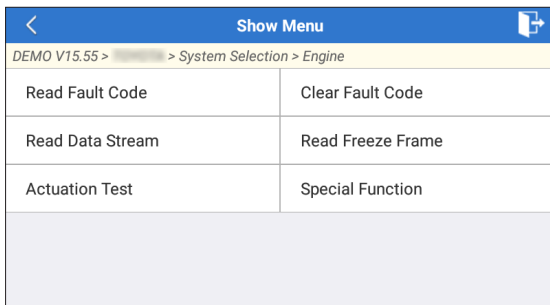 Show Menu
DEMO V15.55 > > System Selection > Engine
Read Fault Code
Clear Fault Code
Read Data Stream
Read Freeze Frame
Actuation Test
Special Function